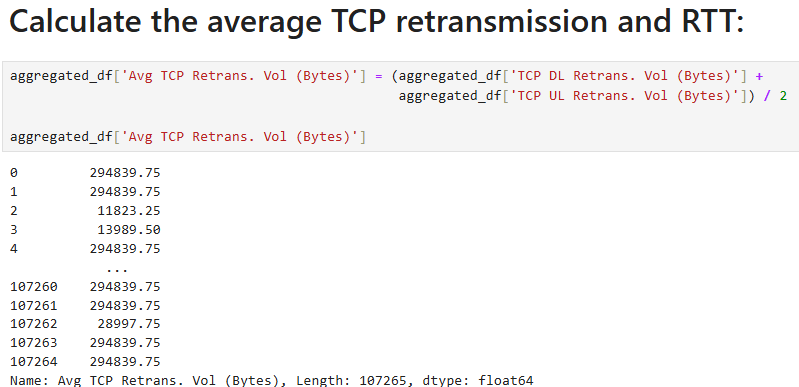 Calculate the average TCP retransmission and RTT:
aggregated_df['Avg TCP Retrans. Vol (Bytes)'] = (aggregated_df['TCP DL Retrans. Vol (Bytes)'] +
aggregated_df['TCP UL Retrans. Vol (Bytes)']) / 2
aggregated_df['Avg TCP Retrans. Vol (Bytes)']
0 294839.75
1 294839.75
2 11823.25
3 13989.50
4 294839.75
...
107260 294839.75
107261 294839.75
107262 28997.75
107263 294839.75
107264 294839.75
Name: Avg TCP Retrans. Vol (Bytes), Length: 107265, dtype: float64